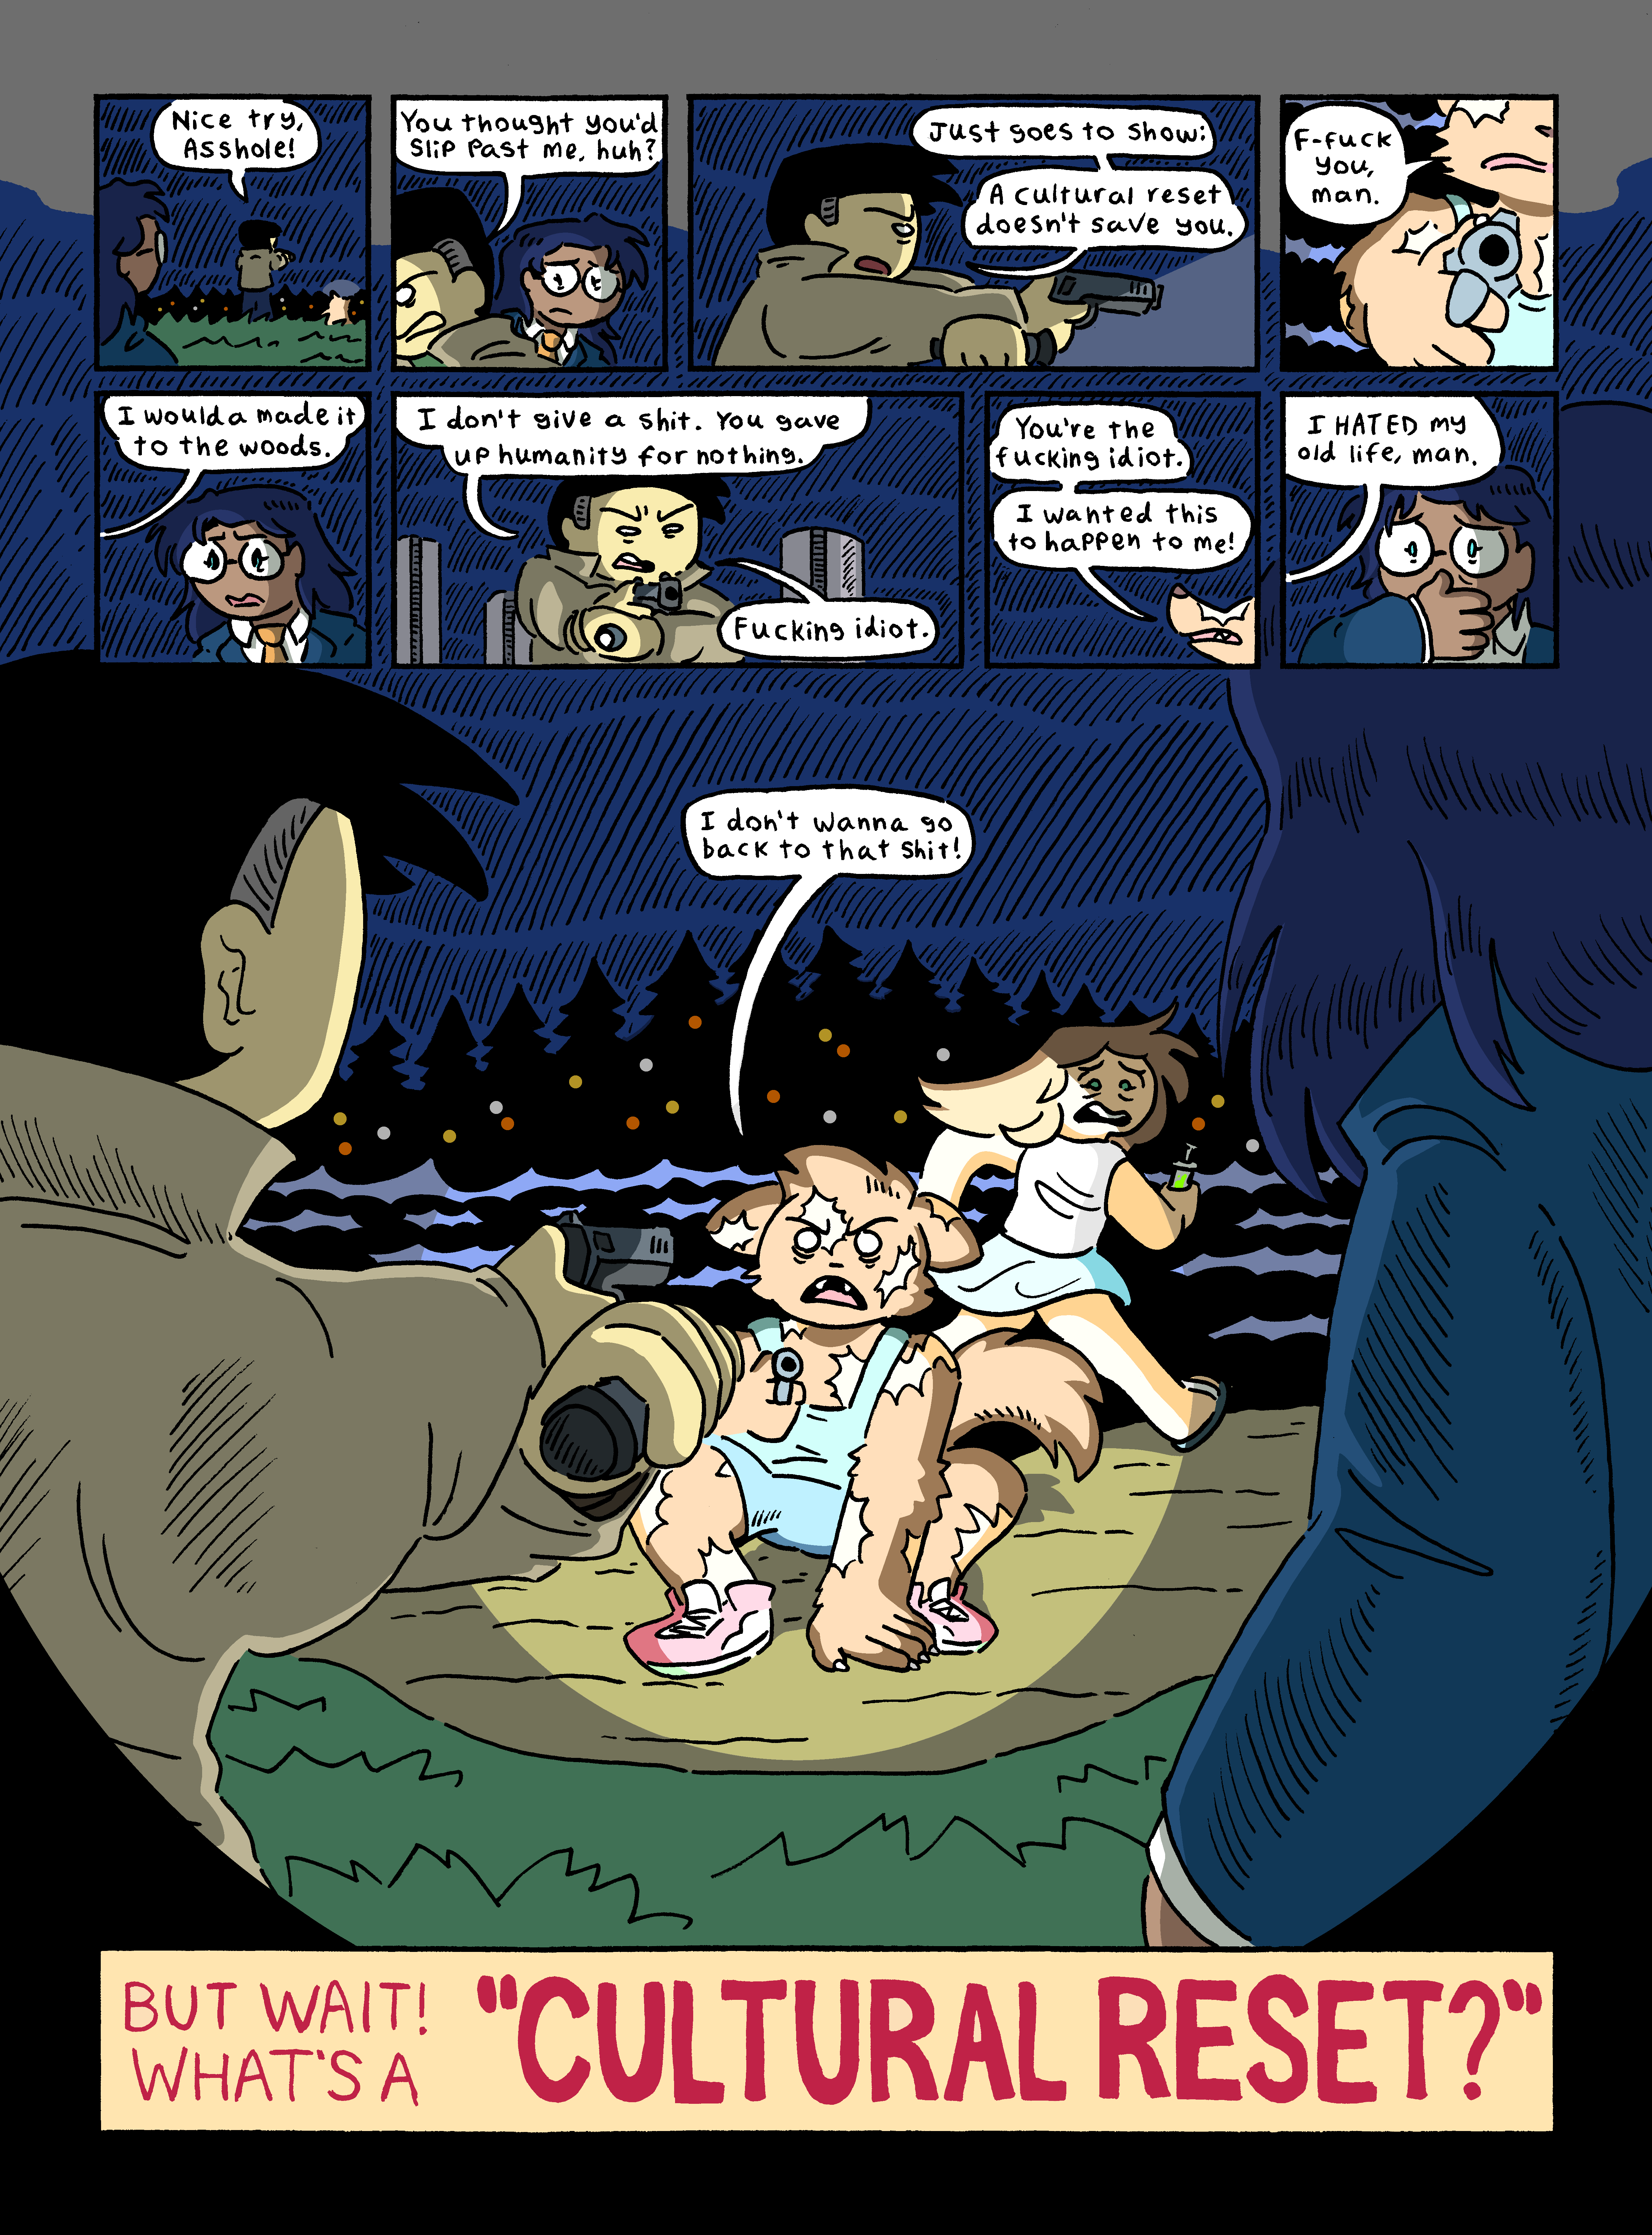 Nice try,
Asshole!
You thought you'd
slip past me, huh?
Just goes to show:
A cultural reset
doesn't save you.
F-fuck
you,
man.
I woulda made it
to the woods.
I don't give a shit. You gave
up humanity for nothing.
Fucking idiot.
You're the
fucking idiot.
I wanted this
to happen to me!
I HATED my
old life, man.
I don't wanna go
back to that shit!
BUT WAIT!
WHAT'S A
"CULTURAL RESET?"